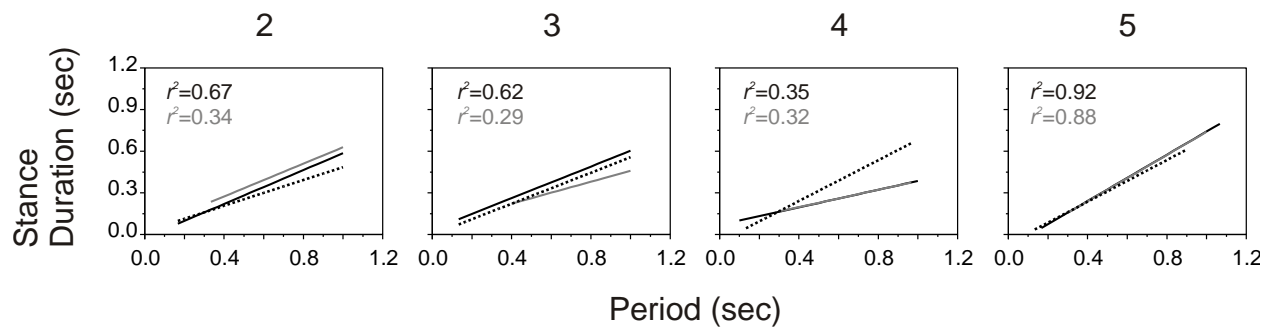 2 3 4 5
Stance
Duration (sec)
1.2
0.9
0.6
0.3
0.0
r²=0.67
r²=0.34
r²=0.62
r²=0.29
r²=0.35
r²=0.32
r²=0.92
r²=0.88
0.0 0.4 0.8 1.2
0.0 0.4 0.8 1.2
0.0 0.4 0.8 1.2
0.0 0.4 0.8 1.2
Period (sec)